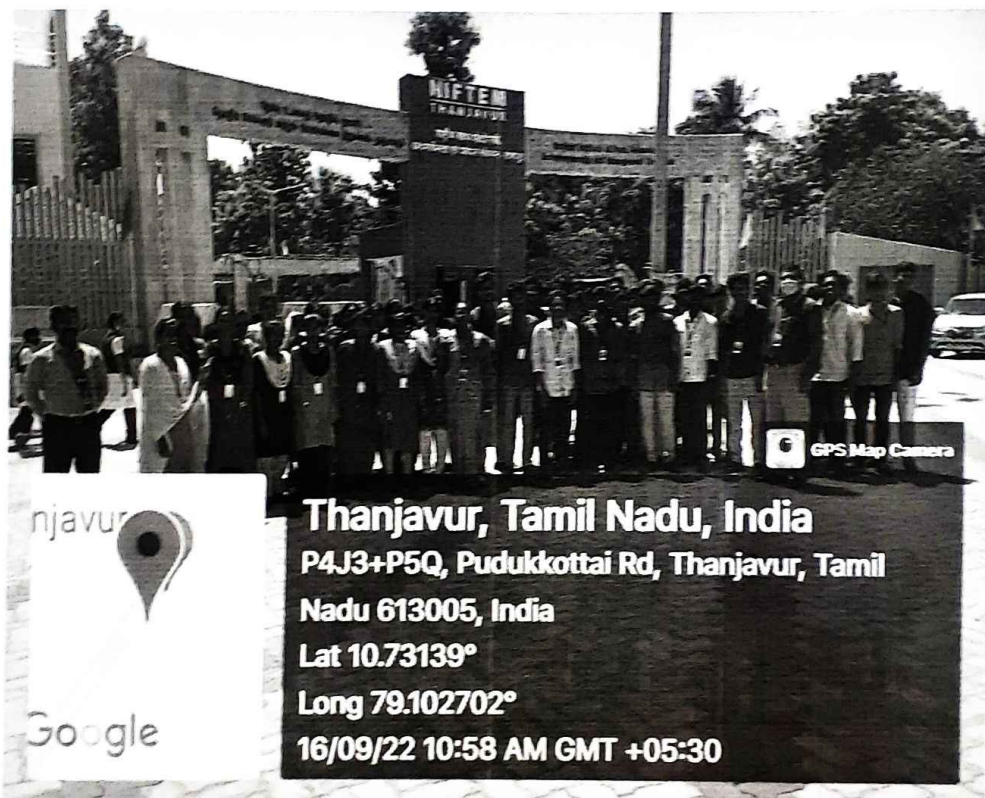 NIFTEM
THANJAVUR
GPS Map Camera
njavur
Google
Thanjavur, Tamil Nadu, India
P4J3+P5Q, Pudukkottai Rd, Thanjavur, Tamil
Nadu 613005, India
Lat 10.73139°
Long 79.102702°
16/09/22 10:58 AM GMT +05:30